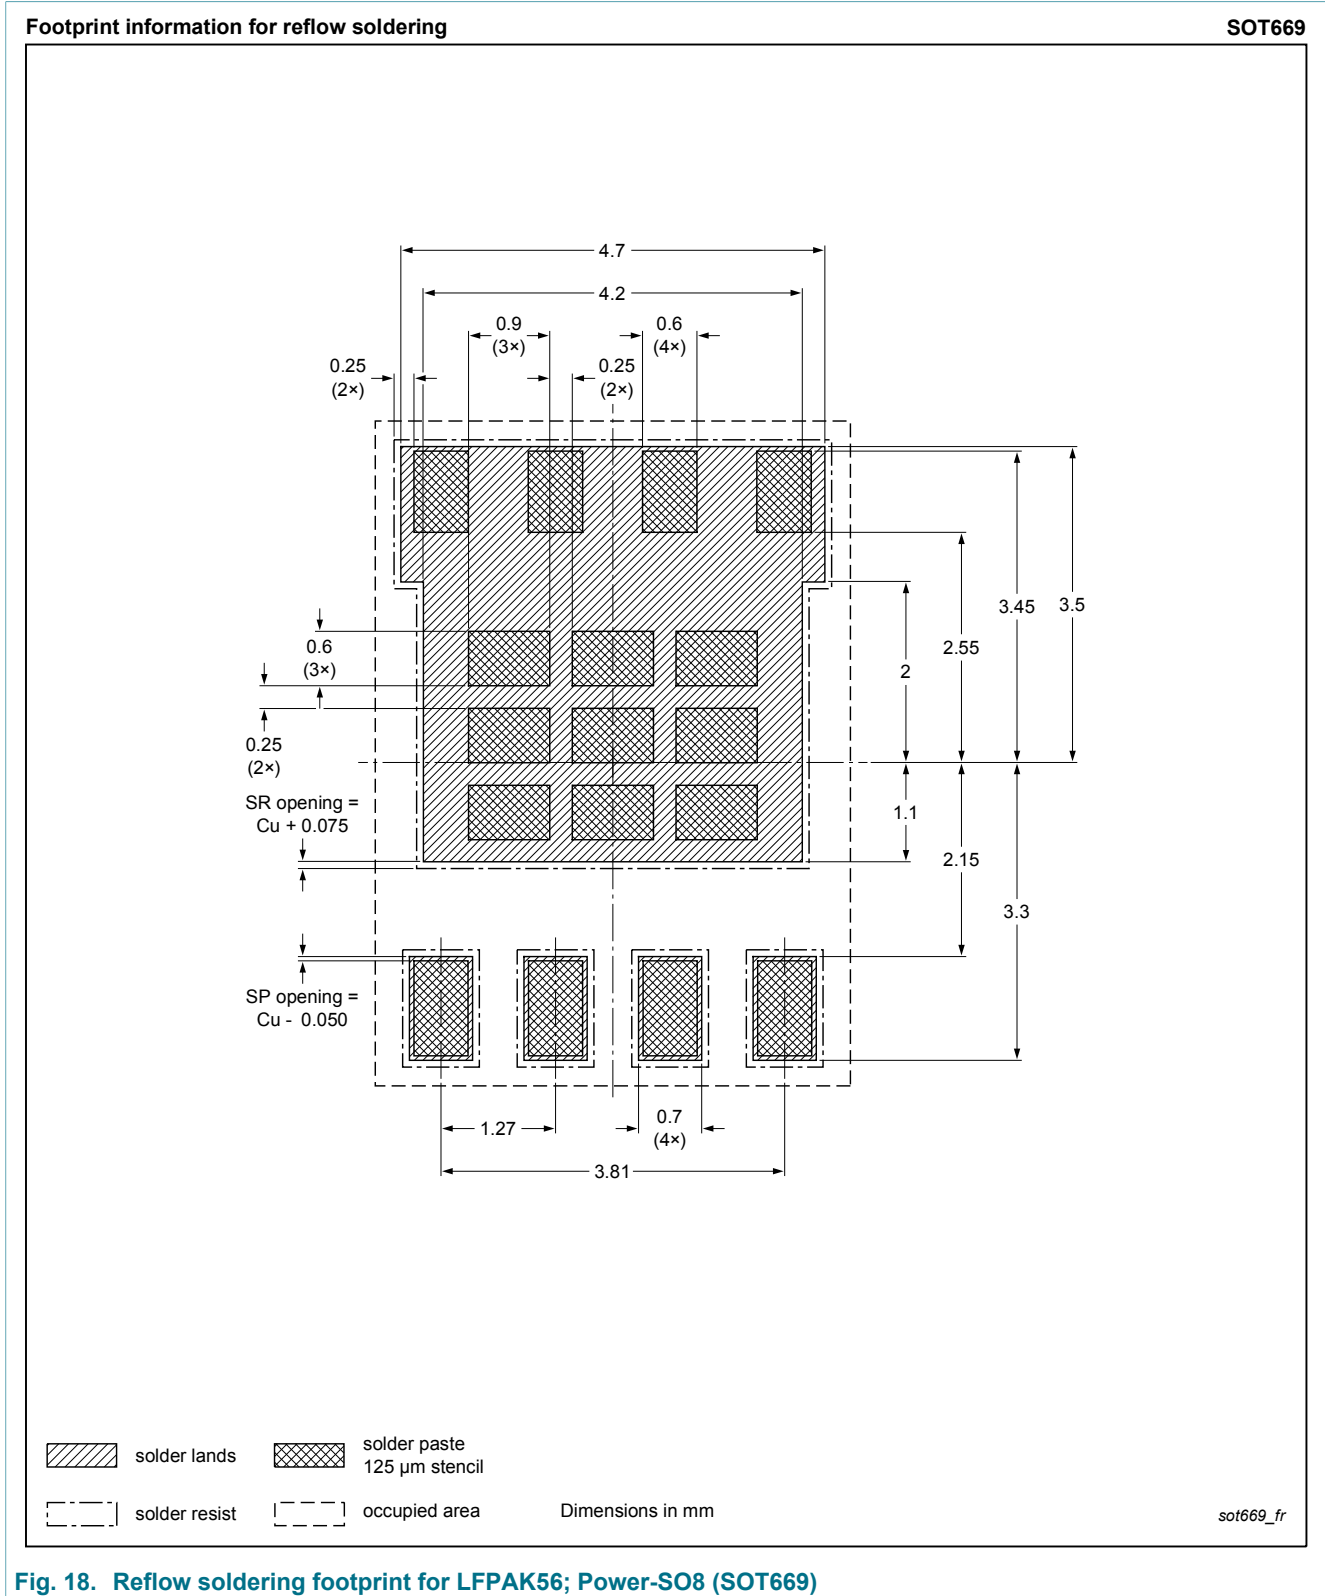 Footprint information for reflow soldering
SOT669
4.7
4.2
0.9
(3×)
0.6
(4×)
0.25
(2×)
0.25
(2×)
3.45
3.5
2.55
2
0.6
(3×)
0.25
(2×)
SR opening =
Cu + 0.075
1.1
2.15
3.3
SP opening =
Cu - 0.050
1.27
0.7
(4×)
3.81
solder lands
solder paste
125 µm stencil
solder resist
occupied area
Dimensions in mm
sot669_fr
Fig. 18. Reflow soldering footprint for LFPAK56; Power-SO8 (SOT669)